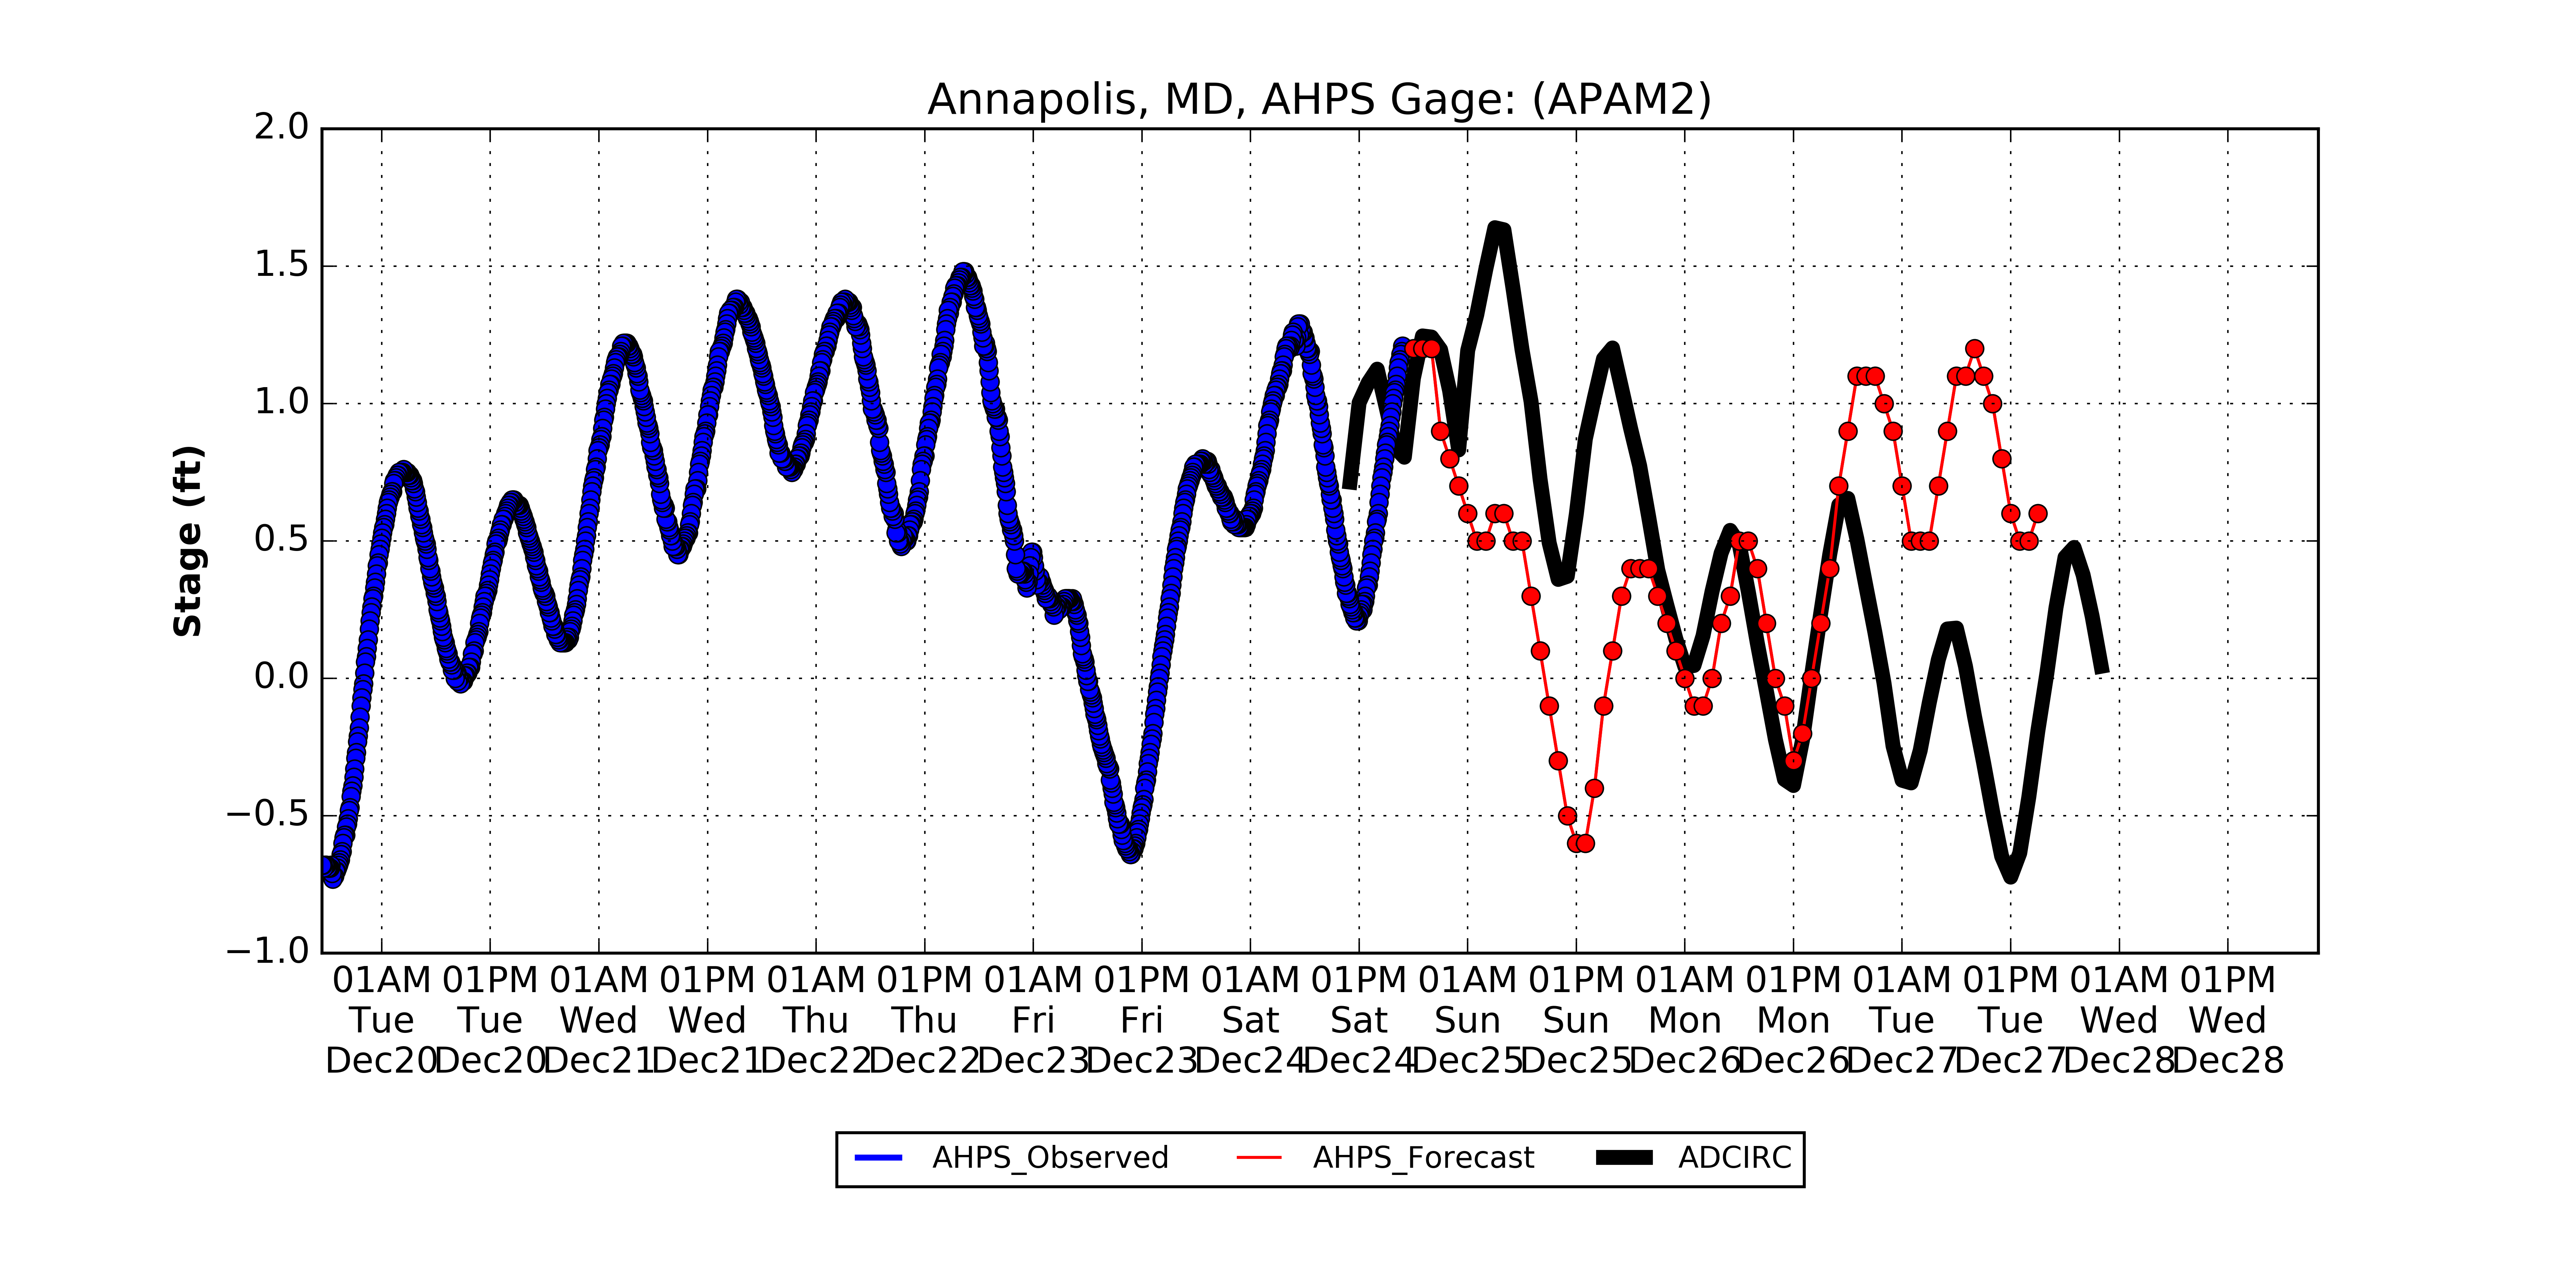 Annapolis, MD, AHPS Gage: (APAM2)
Stage (ft)
2.0
1.5
1.0
0.5
0.0
−0.5
−1.0
01AM 01PM 01AM 01PM 01AM 01PM 01AM 01PM 01AM 01PM 01AM 01PM 01AM 01PM 01AM 01PM 01AM 01PM
Tue Tue Wed Wed Thu Thu Fri Fri Sat Sat Sun Sun Mon Mon Tue Tue Wed Wed
Dec20 Dec20 Dec21 Dec21 Dec22 Dec22 Dec23 Dec23 Dec24 Dec24 Dec25 Dec25 Dec26 Dec26 Dec27 Dec27 Dec28 Dec28
AHPS_Observed AHPS_Forecast ADCIRC